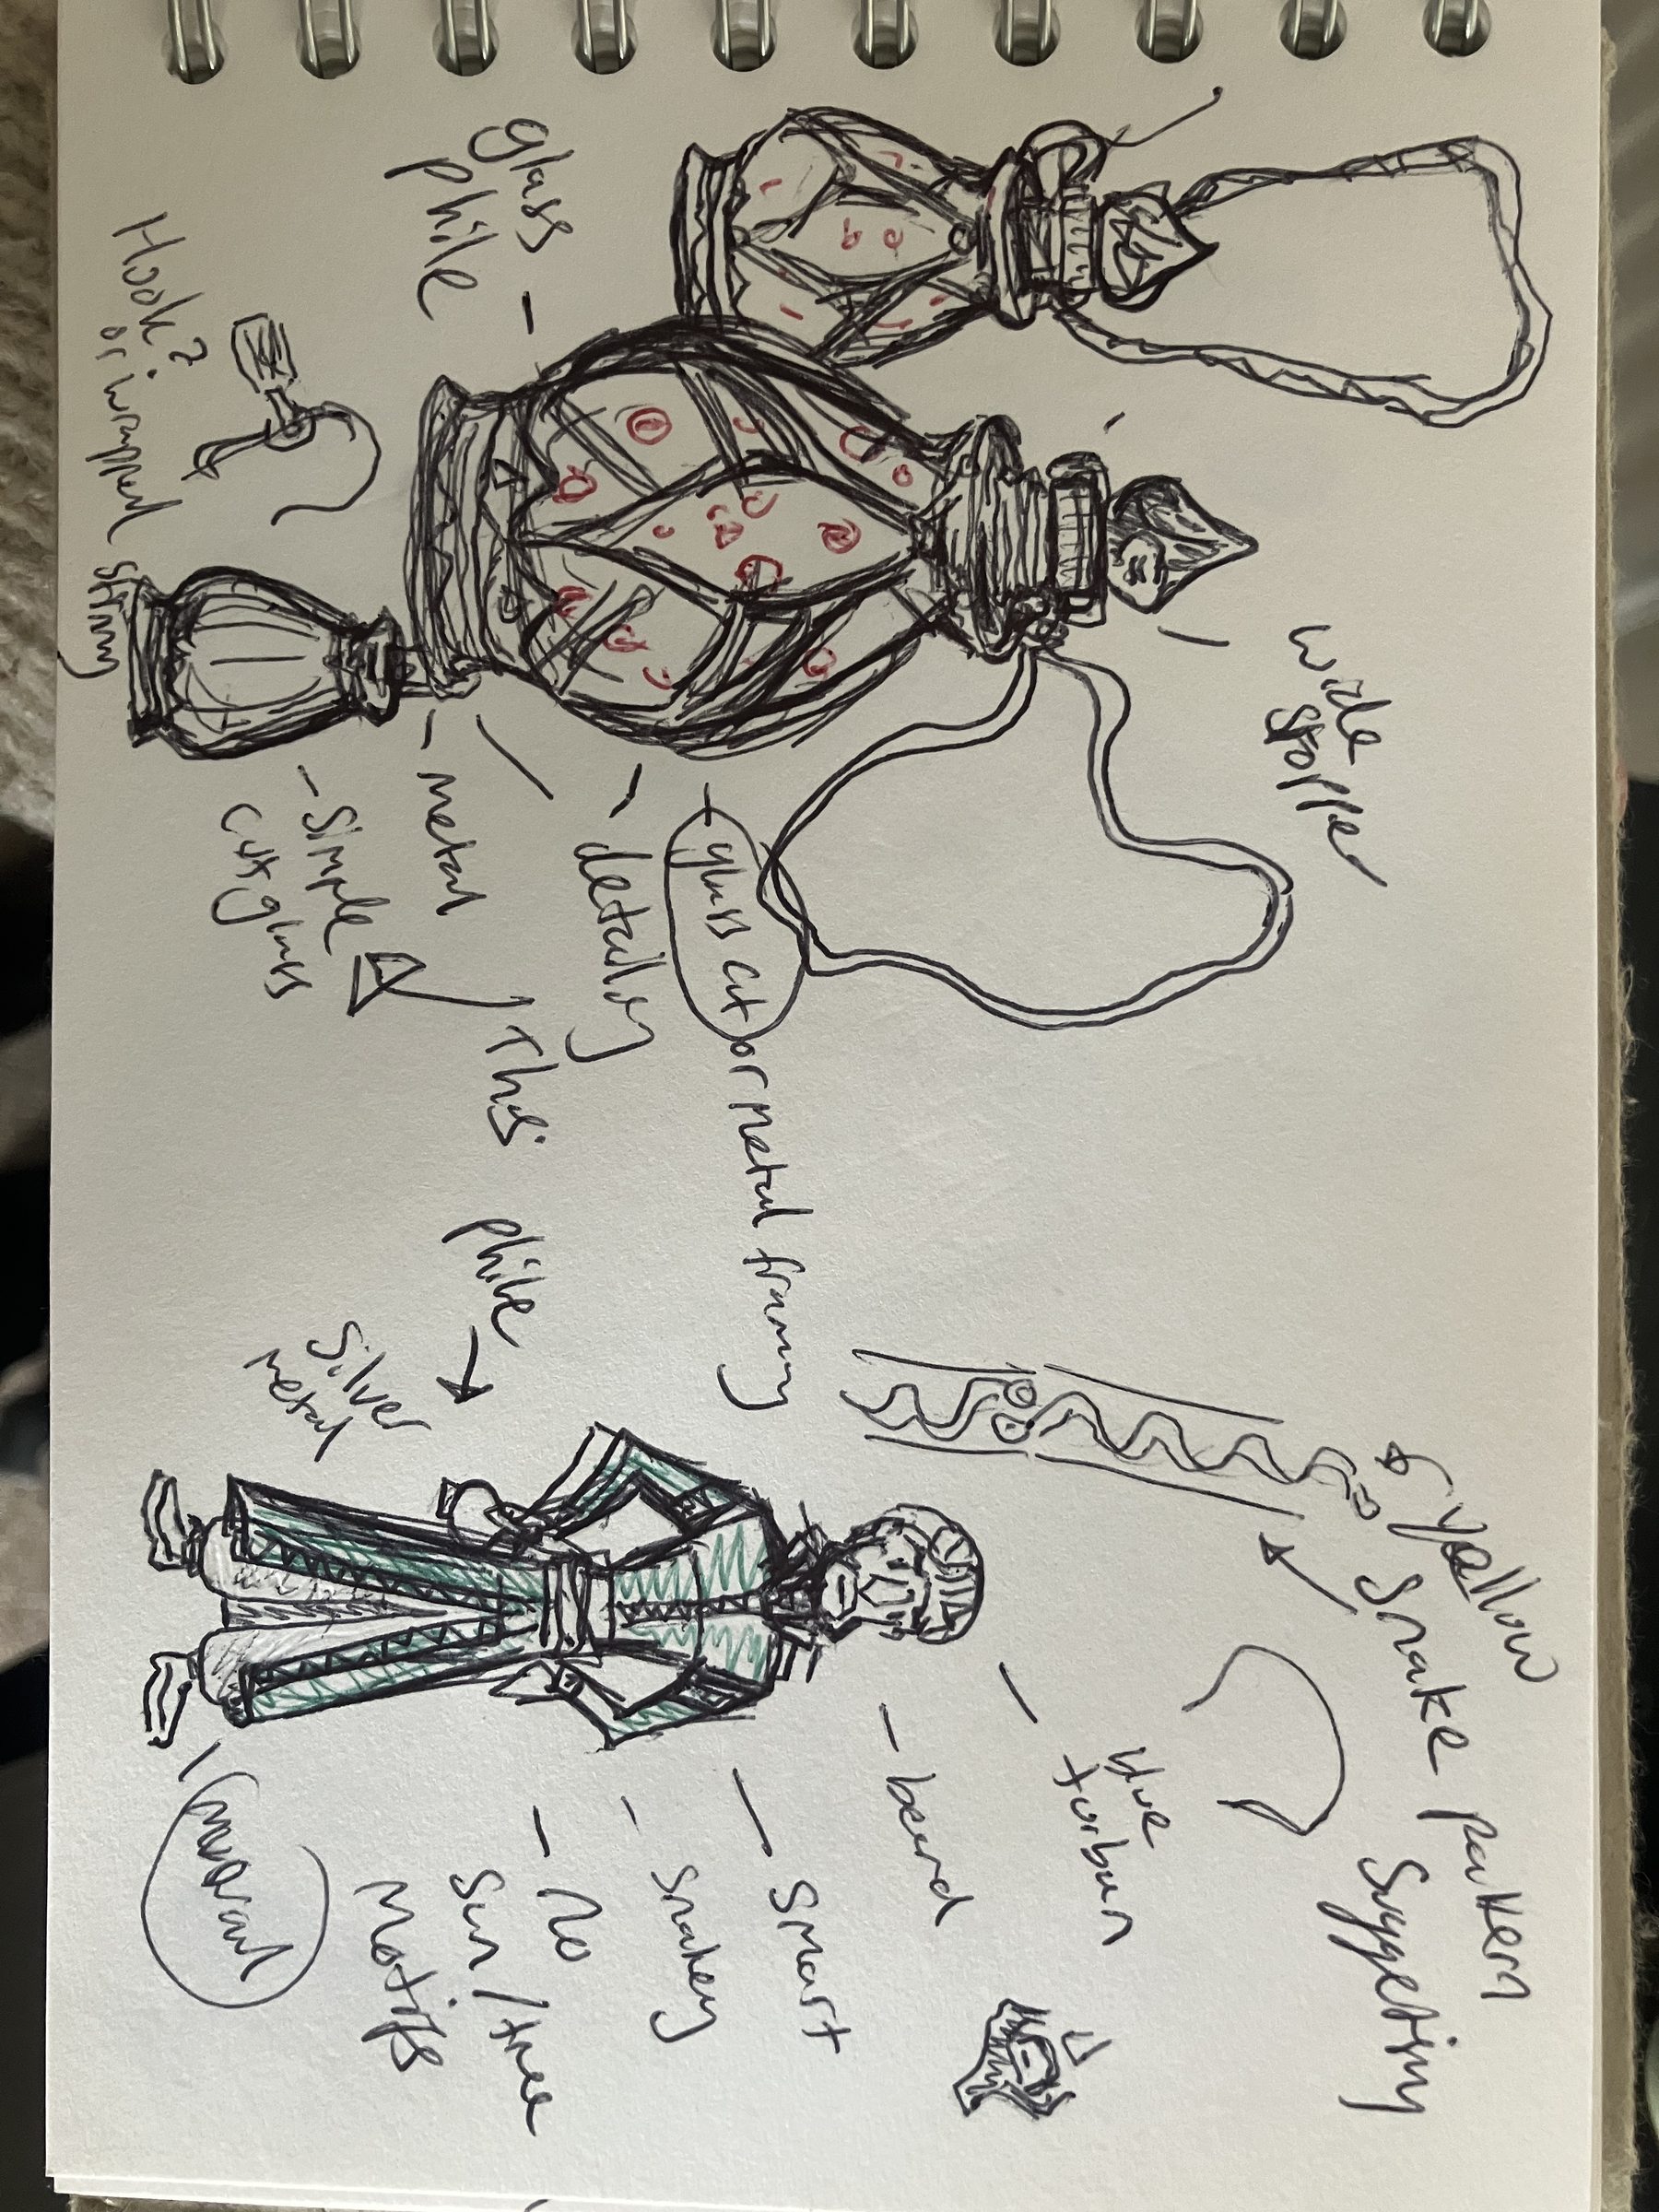 Glass
Phile
Hook?
or wrapped
string
wide
stopper
glass cut or metal framing
detailing
metal
simple
cut glass
This.
Phile
Silver
metal
yellow
Snake pattern
Suggesting
blue
turban
beard
smart
snakey
No
Sun/tree
Motifs